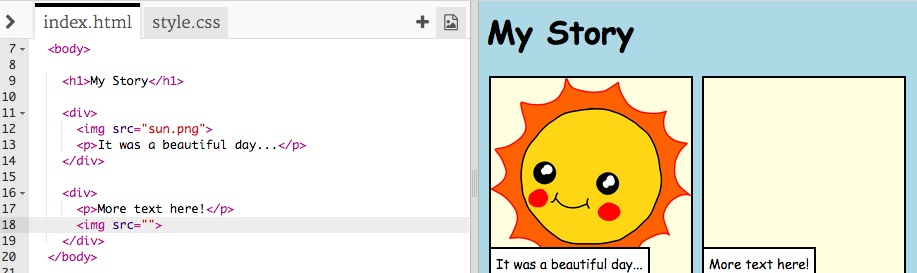 index.html style.css
My Story
7 <body>
8
9 <h1>My Story</h1>
10
11 <div>
12 <img src="sun.png">
13 <p>It was a beautiful day...</p>
14 </div>
15
16 <div>
17 <p>More text here!</p>
18 <img src="">
19 </div>
20 </body>
It was a beautiful day...
More text here!